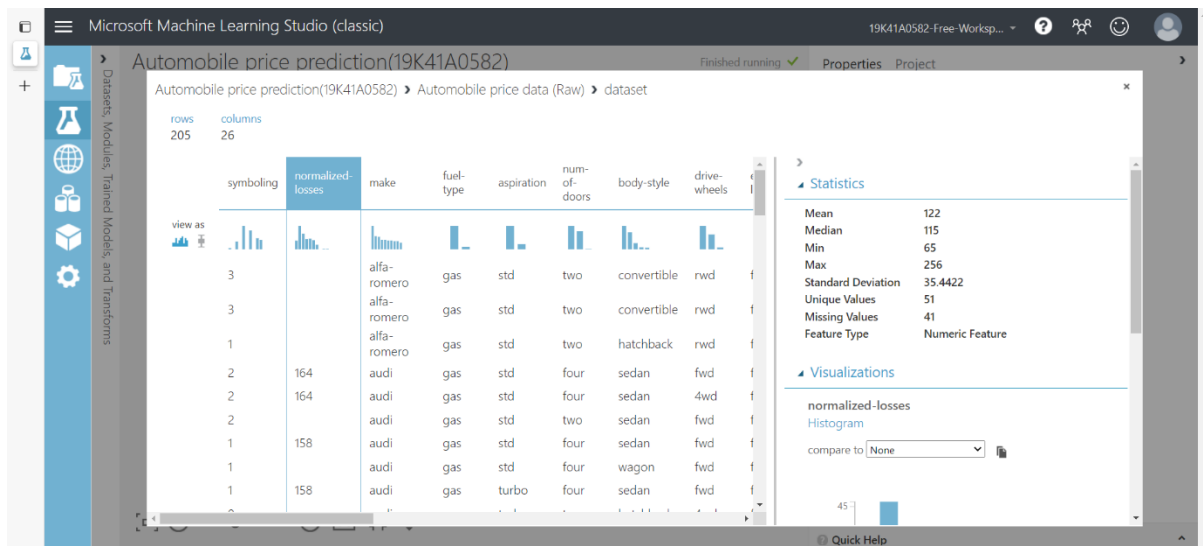 Microsoft Machine Learning Studio (classic)
19K41A0582-Free-Worksp...
Automobile price prediction(19K41A0582)
Finished running
Properties Project
Datasets, Modules, Trained Models, and Transforms
Automobile price prediction(19K41A0582) > Automobile price data (Raw) > dataset
rows columns
205 26
symboling normalized-losses make fuel-type aspiration num-of-doors body-style drive-wheels
view as
3 alfa-romero gas std two convertible rwd
3 alfa-romero gas std two convertible rwd
1 alfa-romero gas std two hatchback rwd
2 164 audi gas std four sedan fwd
2 164 audi gas std four sedan 4wd
2 audi gas std two sedan fwd
1 158 audi gas std four sedan fwd
1 audi gas std four wagon fwd
1 158 audi gas turbo four sedan fwd
Statistics
Mean 122
Median 115
Min 65
Max 256
Standard Deviation 35.4422
Unique Values 51
Missing Values 41
Feature Type Numeric Feature
Visualizations
normalized-losses
Histogram
compare to None
45
Quick Help